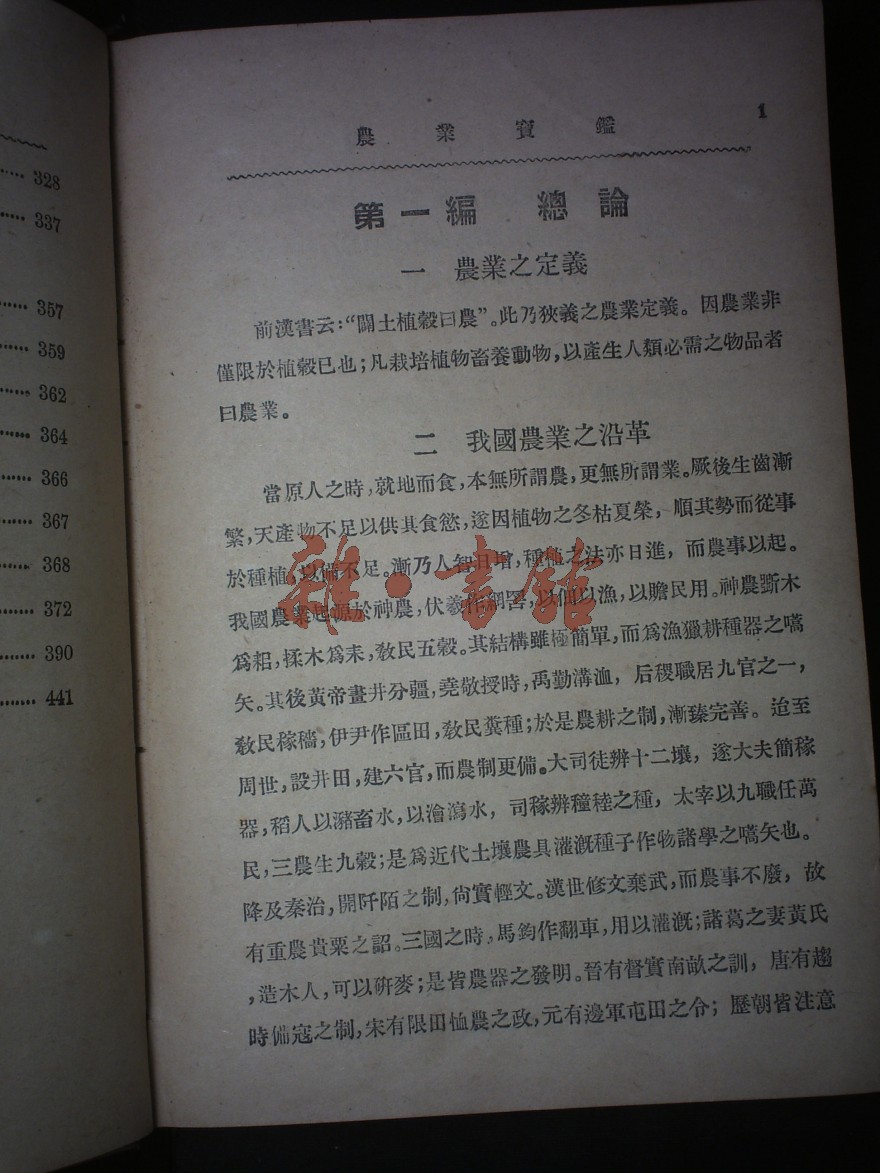 328
337
357
359
362
364
366
367
368
372
390
441
農業寶鑑
1
第一編 總論
一 農業之定義
前漢書云:“闢土植穀曰農”。此乃狹義之農業定義。因農業非
僅限於植穀已也;凡栽培植物畜養動物,以產生人類必需之物品者
曰農業。
二 我國農業之沿革
當原人之時,就地而食,本無所謂農,更無所謂業。厥後生齒漸
繁,天產物不足以供其食慾,遂因植物之冬枯夏榮,順其勢而從事
於種植,以備不足。漸乃人智日增,種植之法亦日進,而農事以起。
我國農業起源於神農,伏羲作網罟,以佃以漁,以贍民用。神農斲木
爲耜,揉木爲耒,敎民五穀。其結構雖極簡單,而爲漁獵耕種器之嚆
矢。其後黃帝畫井分疆,堯敬授時,禹勤溝洫,后稷職居九官之一,
敎民稼穡,伊尹作區田,敎民糞種;於是農耕之制,漸臻完善。迨至
周世,設井田,建六官,而農制更備。大司徒辨十二壤,遂大夫簡稼
器,稻人以瀦畜水,以澮瀉水,司稼辨穜稑之種,太宰以九職任萬
民,三農生九穀;是爲近代土壤農具灌漑種子作物諸學之嚆矢也。
降及秦治,開阡陌之制,尙實輕文。漢世修文棄武,而農事不廢,故
有重農貴粟之詔。三國之時,馬鈞作翻車,用以灌漑;諸葛之妻黃氏
,造木人,可以硏麥;是皆農器之發明。晉有督實南畝之訓,唐有趨
時備寇之制,宋有限田恤農之政,元有邊軍屯田之令;歷朝皆注意
雜·書館